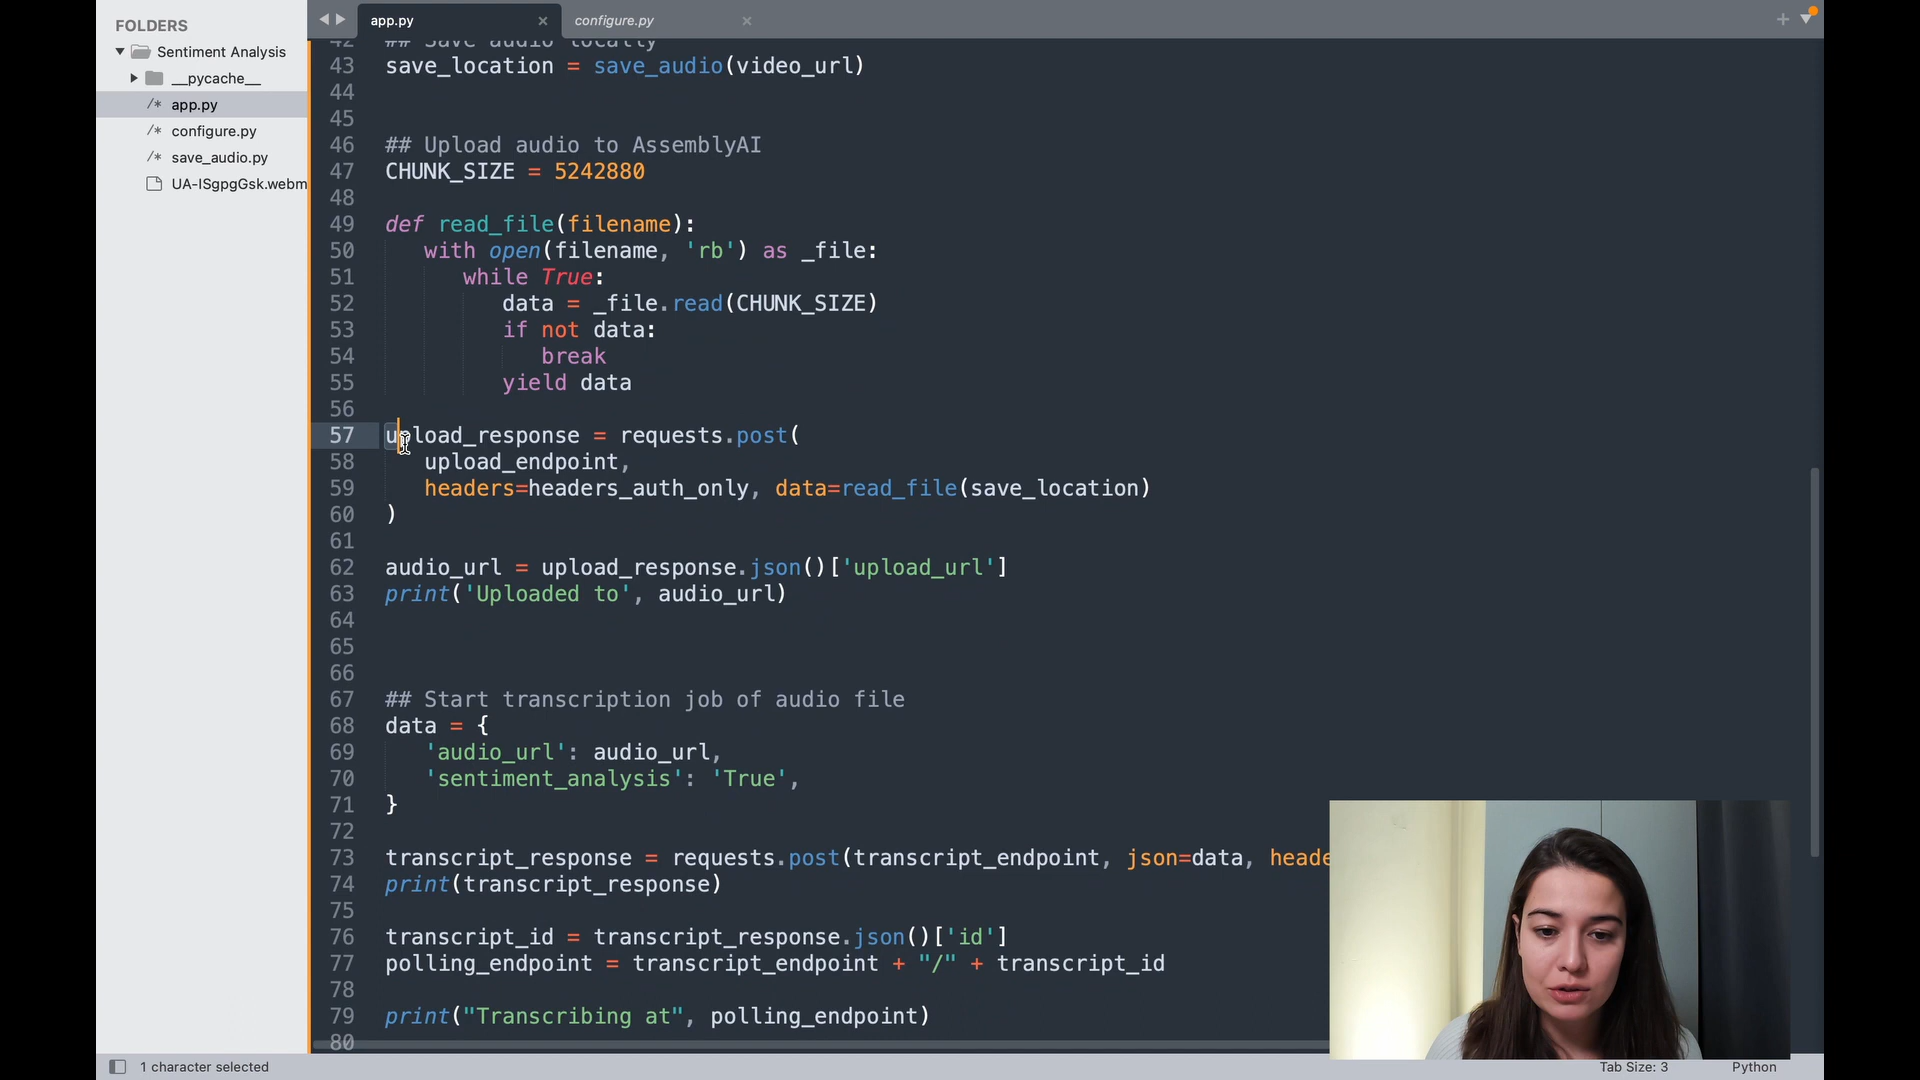 FOLDERS
Sentiment Analysis
__pycache__
/* app.py
/* configure.py
/* save_audio.py
UA-ISgpgGsk.webm
app.py
configure.py
42 ## Save audio locally
43 save_location = save_audio(video_url)
44
45
46 ## Upload audio to AssemblyAI
47 CHUNK_SIZE = 5242880
48
49 def read_file(filename):
50 with open(filename, 'rb') as _file:
51 while True:
52 data = _file.read(CHUNK_SIZE)
53 if not data:
54 break
55 yield data
56
57 upload_response = requests.post(
58 upload_endpoint,
59 headers=headers_auth_only, data=read_file(save_location)
60 )
61
62 audio_url = upload_response.json()['upload_url']
63 print('Uploaded to', audio_url)
64
65
66
67 ## Start transcription job of audio file
68 data = {
69 'audio_url': audio_url,
70 'sentiment_analysis': 'True',
71 }
72
73 transcript_response = requests.post(transcript_endpoint, json=data, heade
74 print(transcript_response)
75
76 transcript_id = transcript_response.json()['id']
77 polling_endpoint = transcript_endpoint + "/" + transcript_id
78
79 print("Transcribing at", polling_endpoint)
80
1 character selected
Tab Size: 3
Python